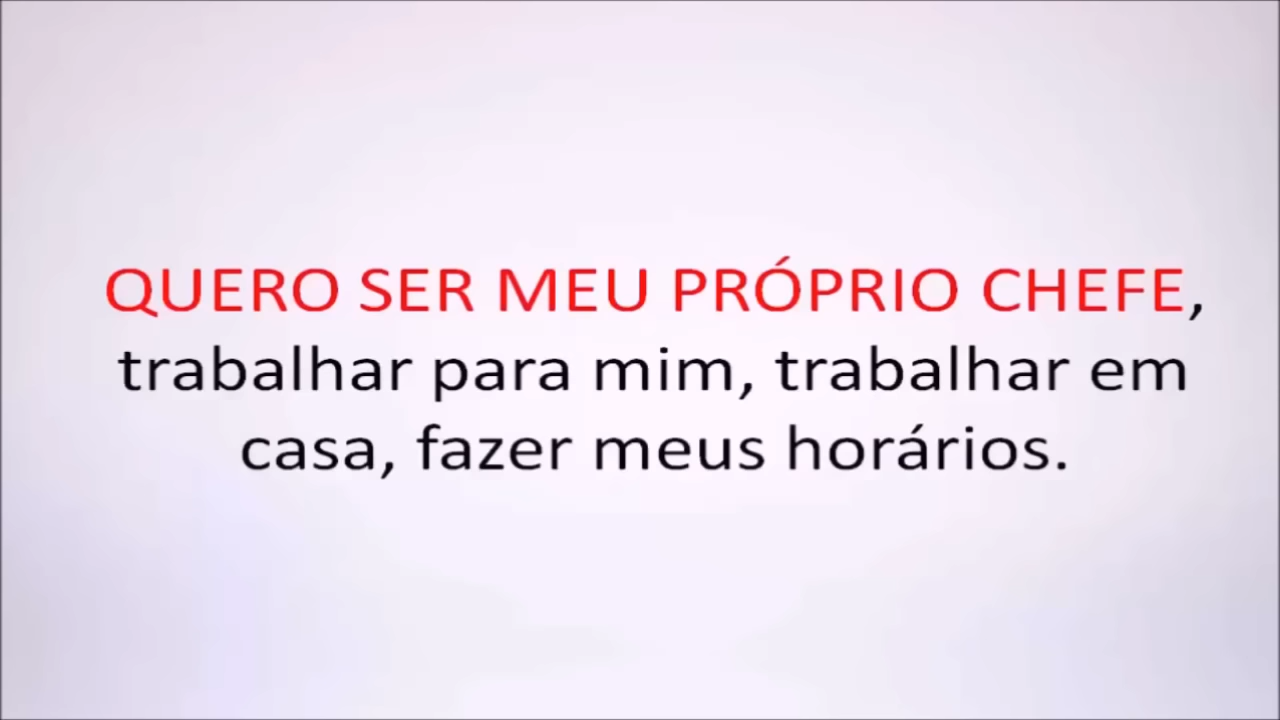 QUERO SER MEU PRÓPRIO CHEFE,
trabalhar para mim, trabalhar em
casa, fazer meus horários.